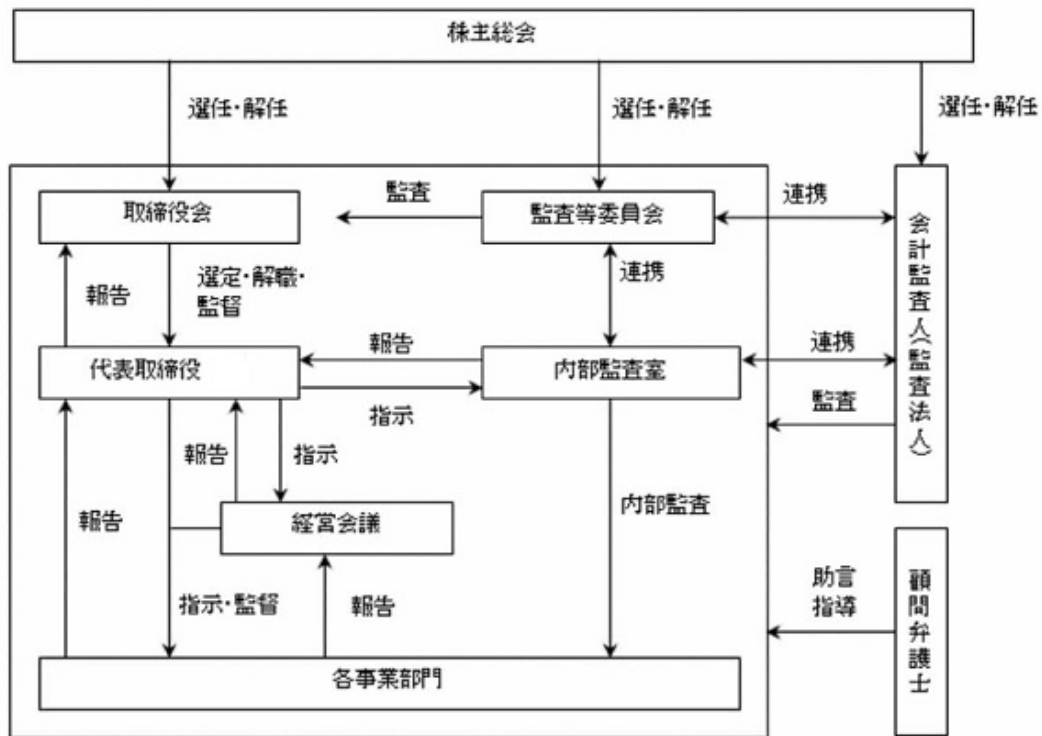 株主総会
選任・解任
選任・解任
選任・解任
取締役会
監査
監査等委員会
連携
会計監査人(監査法人)
報告
選定・解職・
監督
連携
代表取締役
報告
内部監査室
連携
指示
監査
報告
指示
報告
経営会議
内部監査
指示・監督
報告
助言
指導
顧問弁護士
各事業部門